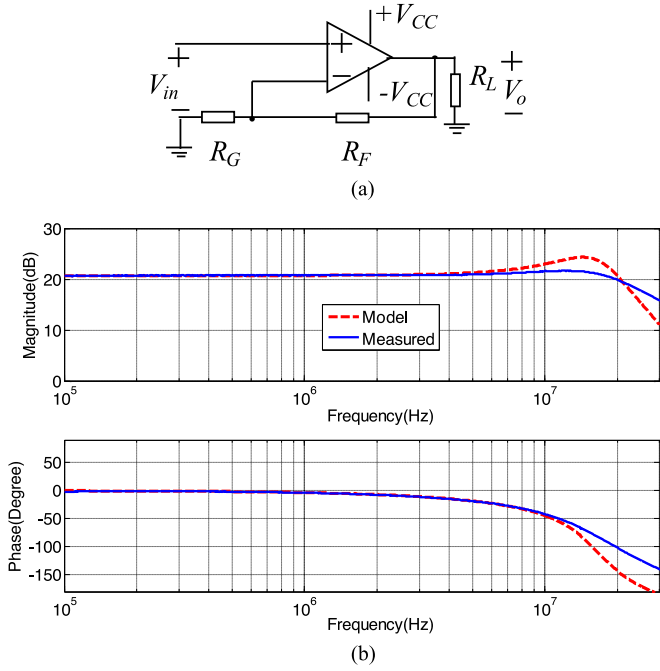 +V_CC
+
+
V_in
−
−
-V_CC
R_L
+
V_o
−
R_G
R_F
(a)
30
20
10
0
Magnitude(dB)
Model
Measured
10^5
10^6
10^7
Frequency(Hz)
50
0
-50
-100
-150
Phase(Degree)
10^5
10^6
10^7
Frequency(Hz)
(b)